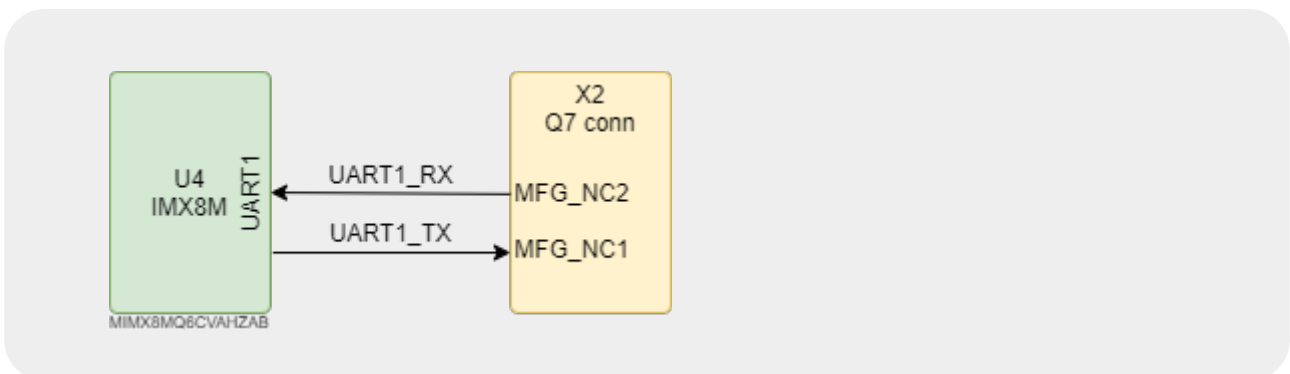 X2
Q7 conn
U4
IMX8M
UART1
UART1_RX
MFG_NC2
UART1_TX
MFG_NC1
MIMX8MQ6CVAHZAB